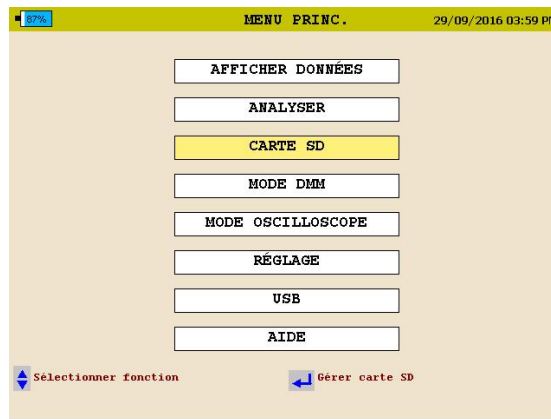 87% MENU PRINC. 29/09/2016 03:59 PM
AFFICHER DONNÉES
ANALYSER
CARTE SD
MODE DMM
MODE OSCILLOSCOPE
RÉGLAGE
USB
AIDE
Sélectionner fonction Gérer carte SD